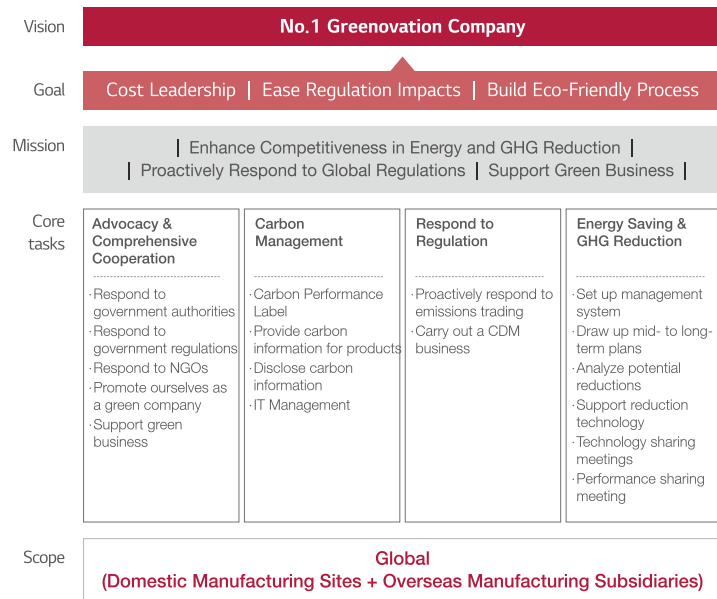 Vision
No.1 Greenovation Company
Goal
Cost Leadership | Ease Regulation Impacts | Build Eco-Friendly Process
Mission
| Enhance Competitiveness in Energy and GHG Reduction |
| Proactively Respond to Global Regulations | Support Green Business |
Core
tasks
Advocacy &
Comprehensive
Cooperation
·Respond to
government authorities
·Respond to
government regulations
·Respond to NGOs
·Promote ourselves as
a green company
·Support green
business
Carbon
Management
·Carbon Performance
Label
·Provide carbon
information for products
·Disclose carbon
information
·IT Management
Respond to
Regulation
·Proactively respond to
emissions trading
·Carry out a CDM
business
Energy Saving &
GHG Reduction
·Set up management
system
·Draw up mid- to long-
term plans
·Analyze potential
reductions
·Support reduction
technology
·Technology sharing
meetings
·Performance sharing
meeting
Scope
Global
(Domestic Manufacturing Sites + Overseas Manufacturing Subsidiaries)